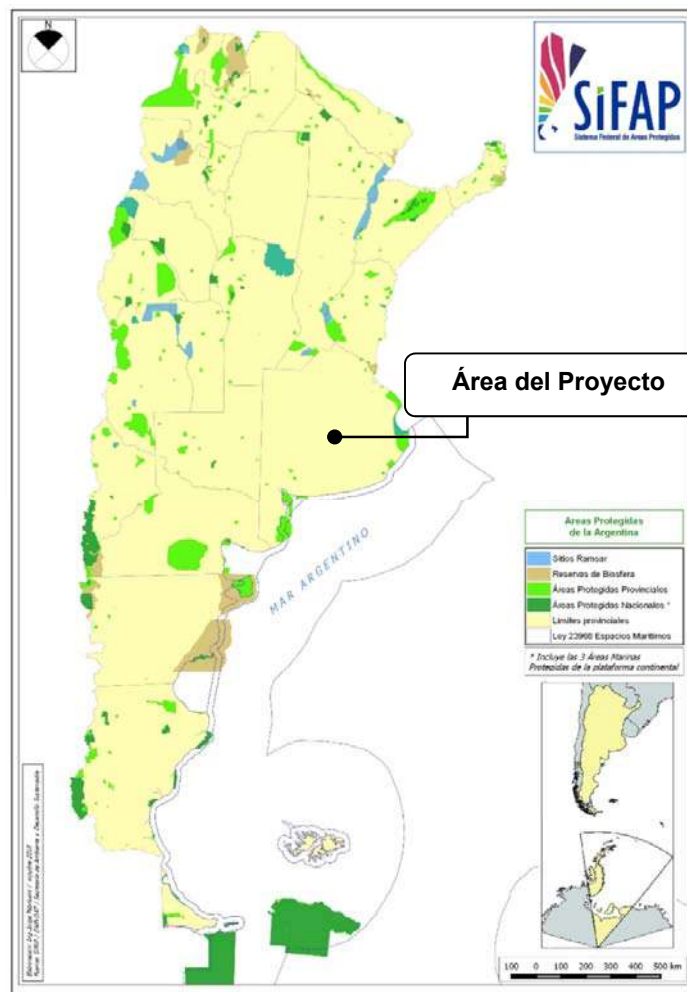 N
SiFAP
Sistema Federal de Areas Protegidas
Área del Proyecto
MAR ARGENTINO
Areas Protegidas
de la Argentina
Sitios Ramsar
Reservas de Biosfera
Áreas Protegidas Provinciales
Áreas Protegidas Nacionales *
Límites provinciales
Ley 23968 Espacios Marítimos
* Incluye las 3 Áreas Marinas
Protegidas de la plataforma continental
100 0 100 200 300 400 500 km